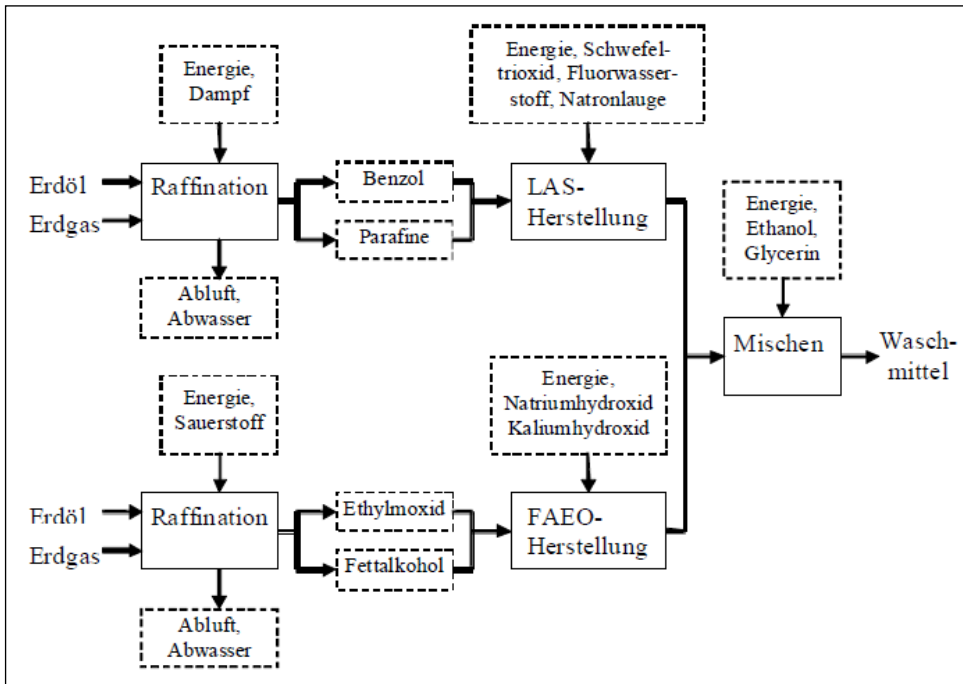 Energie,
Dampf
Energie, Schwefel-
trioxid, Fluorwasser-
stoff, Natronlauge
Erdöl
Erdgas
Raffination
Benzol
Parafine
LAS-
Herstellung
Energie,
Ethanol,
Glycerin
Abluft,
Abwasser
Mischen
Wasch-
mittel
Energie,
Sauerstoff
Energie,
Natriumhydroxid
Kaliumhydroxid
Erdöl
Erdgas
Raffination
Ethylmoxid
Fettalkohol
FAEO-
Herstellung
Abluft,
Abwasser